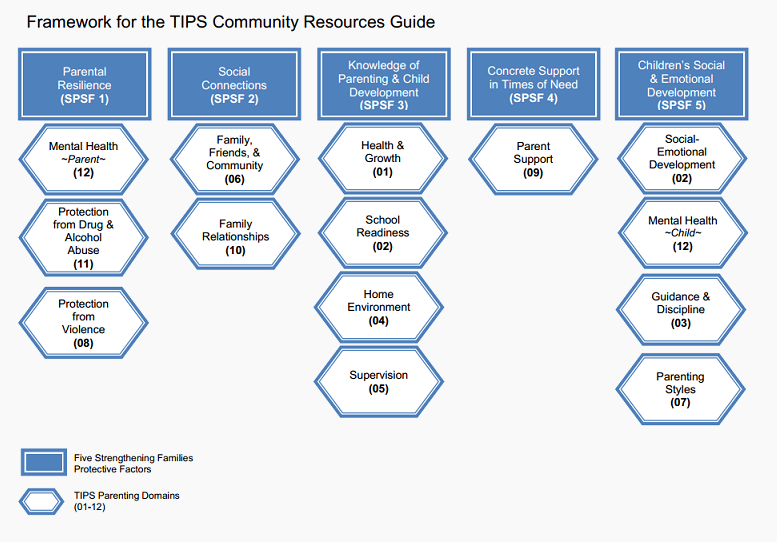 Framework for the TIPS Community Resources Guide
Parental
Resilience
(SPSF 1)
Social
Connections
(SPSF 2)
Knowledge of
Parenting & Child
Development
(SPSF 3)
Concrete Support
in Times of Need
(SPSF 4)
Children's Social
& Emotional
Development
(SPSF 5)
Mental Health
~Parent~
(12)
Family,
Friends, &
Community
(06)
Health &
Growth
(01)
Parent
Support
(09)
Social-
Emotional
Development
(02)
Protection
from Drug &
Alcohol
Abuse
(11)
Family
Relationships
(10)
School
Readiness
(02)
Mental Health
~Child~
(12)
Protection
from
Violence
(08)
Home
Environment
(04)
Guidance &
Discipline
(03)
Supervision
(05)
Parenting
Styles
(07)
Five Strengthening Families
Protective Factors
TIPS Parenting Domains
(01-12)